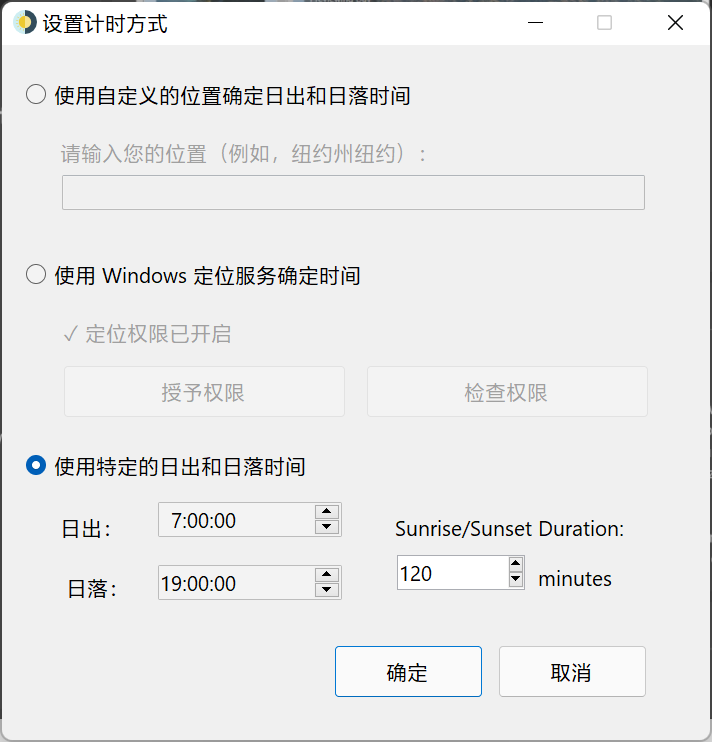 设置计时方式
使用自定义的位置确定日出和日落时间
请输入您的位置（例如，纽约州纽约）:
使用 Windows 定位服务确定时间
✓ 定位权限已开启
授予权限 检查权限
使用特定的日出和日落时间
日出: 7:00:00 Sunrise/Sunset Duration:
日落: 19:00:00 120 minutes
确定 取消